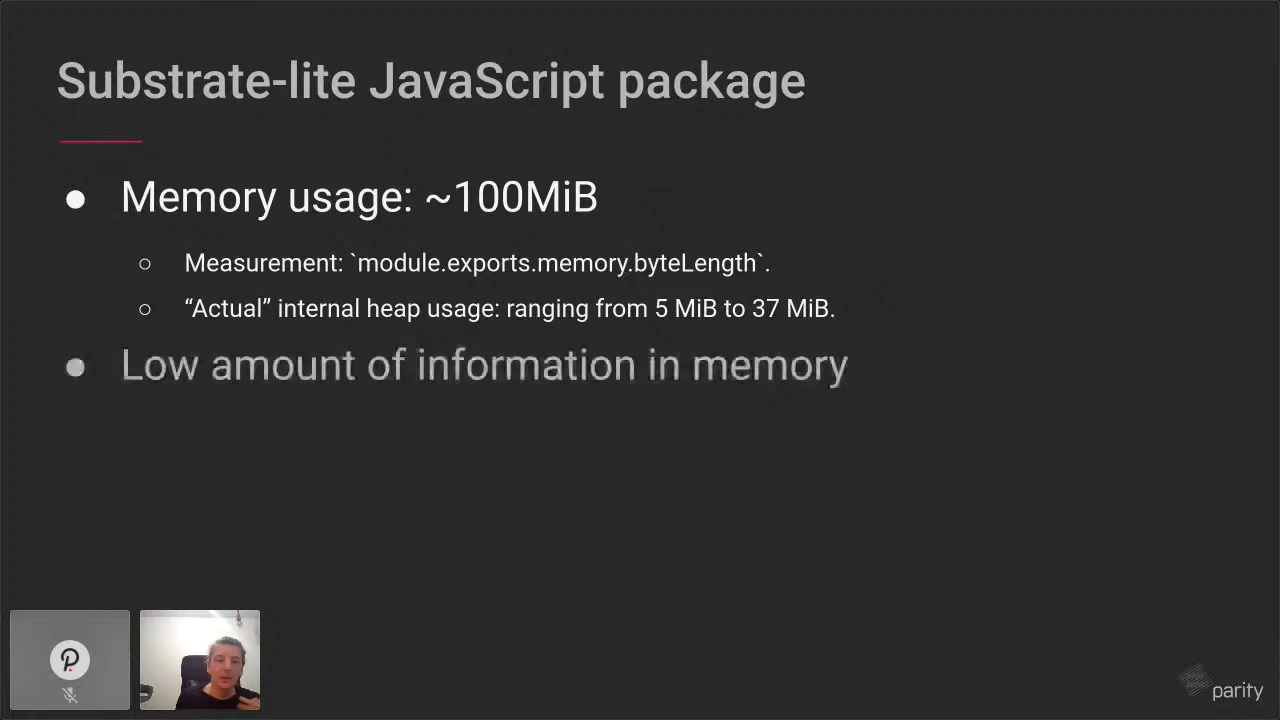 Substrate-lite JavaScript package
● Memory usage: ~100MiB
○ Measurement: `module.exports.memory.byteLength`.
○ “Actual” internal heap usage: ranging from 5 MiB to 37 MiB.
● Low amount of information in memory
parity